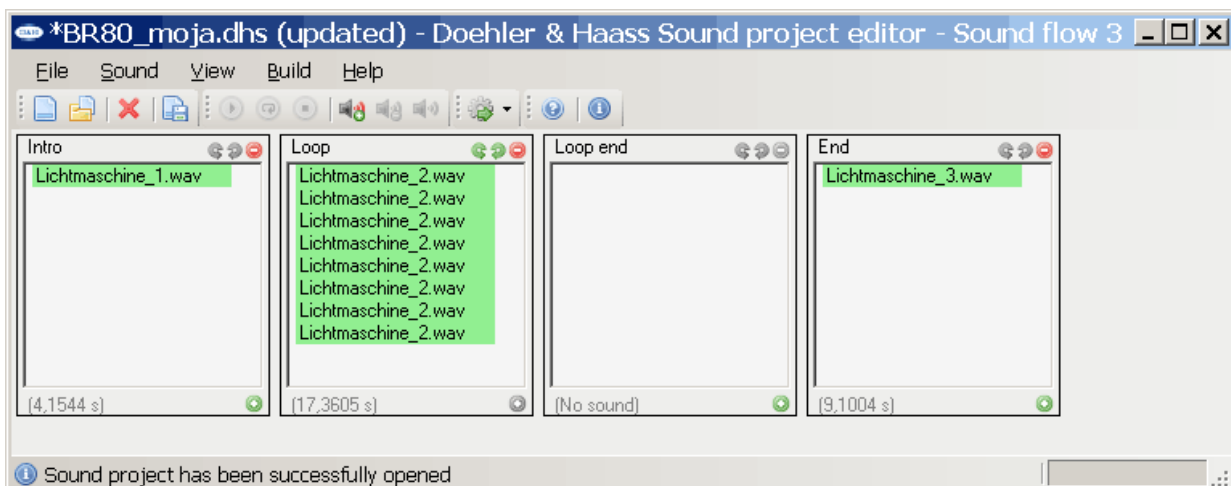 *BR80_moja.dhs (updated) - Doehler & Haass Sound project editor - Sound flow 3
File Sound View Build Help
Intro
Lichtmaschine_1.wav
(4,1544 s)
Loop
Lichtmaschine_2.wav
Lichtmaschine_2.wav
Lichtmaschine_2.wav
Lichtmaschine_2.wav
Lichtmaschine_2.wav
Lichtmaschine_2.wav
Lichtmaschine_2.wav
Lichtmaschine_2.wav
(17,3605 s)
Loop end
(No sound)
End
Lichtmaschine_3.wav
(9,1004 s)
Sound project has been successfully opened